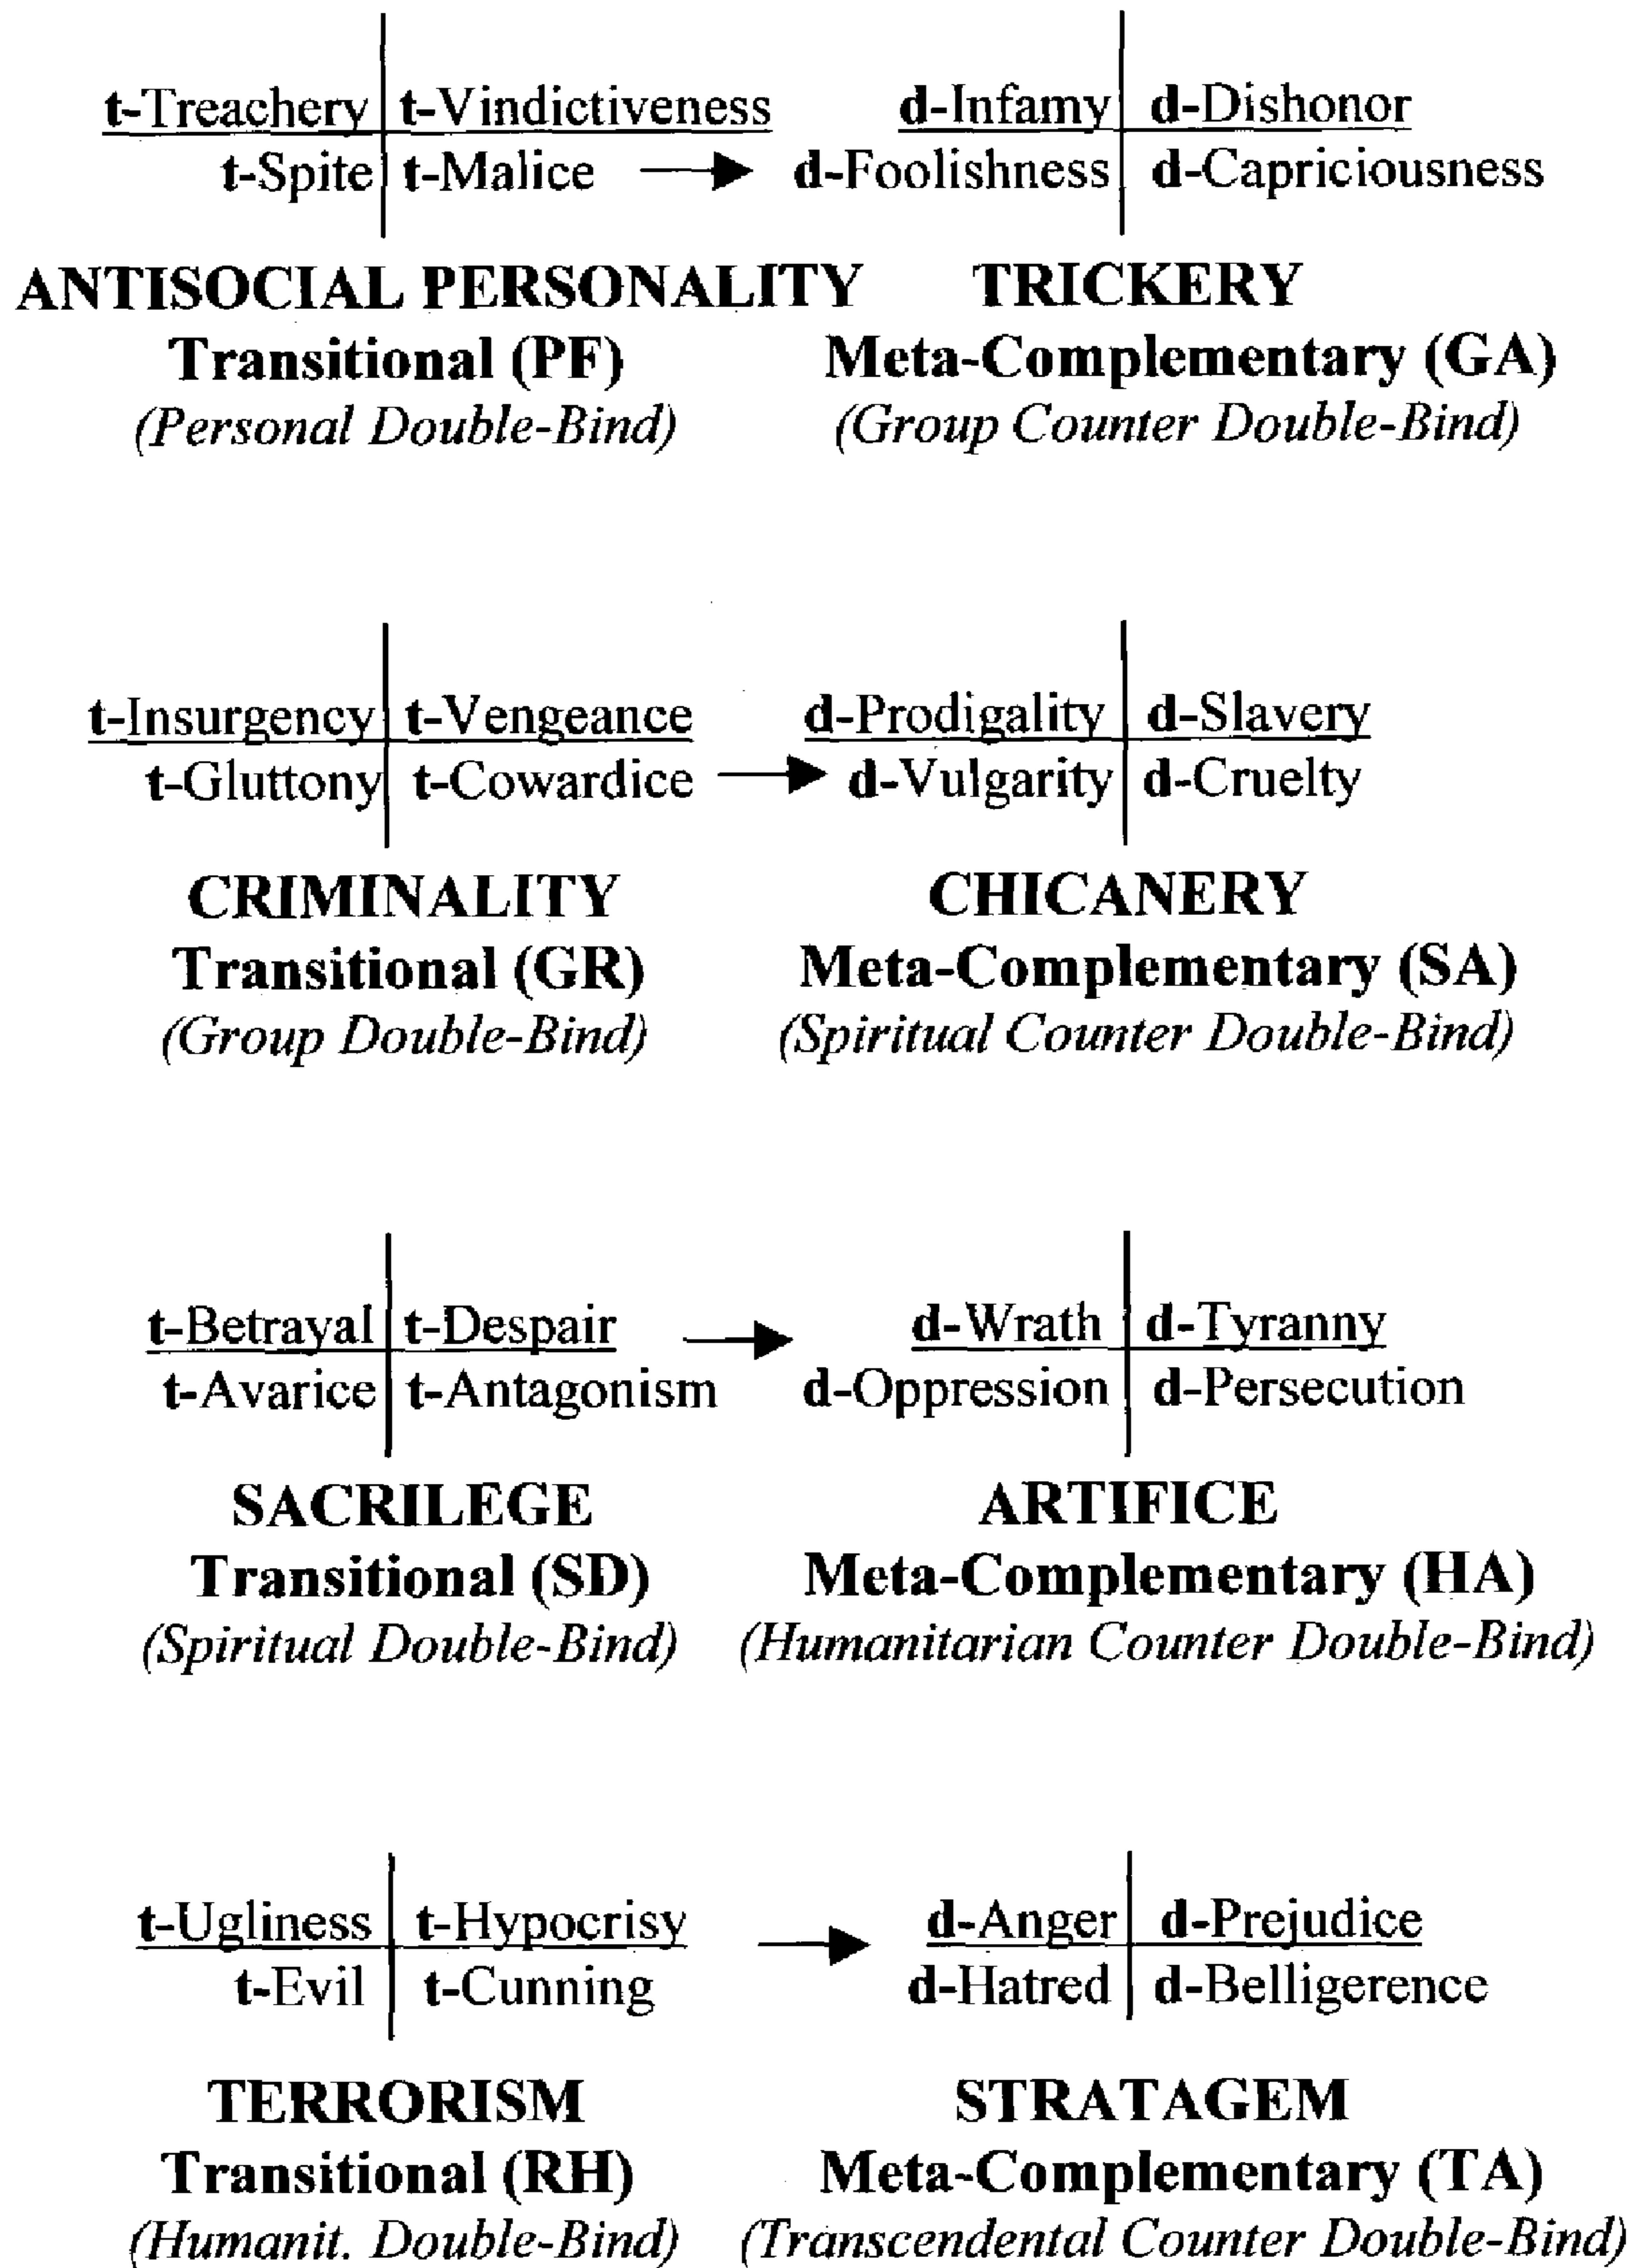 t-Treachery t-Vindictiveness d-Infamy d-Dishonor
t-Spite t-Malice d-Foolishness d-Capriciousness
ANTISOCIAL PERSONALITY TRICKERY
Transitional (PF) Meta-Complementary (GA)
(Personal Double-Bind) (Group Counter Double-Bind)
t-Insurgency t-Vengeance d-Prodigality d-Slavery
t-Gluttony t-Cowardice d-Vulgarity d-Cruelty
CRIMINALITY CHICANERY
Transitional (GR) Meta-Complementary (SA)
(Group Double-Bind) (Spiritual Counter Double-Bind)
t-Betrayal t-Despair d-Wrath d-Tyranny
t-Avarice t-Antagonism d-Oppression d-Persecution
SACRILEGE ARTIFICE
Transitional (SD) Meta-Complementary (HA)
(Spiritual Double-Bind) (Humanitarian Counter Double-Bind)
t-Ugliness t-Hypocrisy d-Anger d-Prejudice
t-Evil t-Cunning d-Hatred d-Belligerence
TERRORISM STRATAGEM
Transitional (RH) Meta-Complementary (TA)
(Humanit. Double-Bind) (Transcendental Counter Double-Bind)